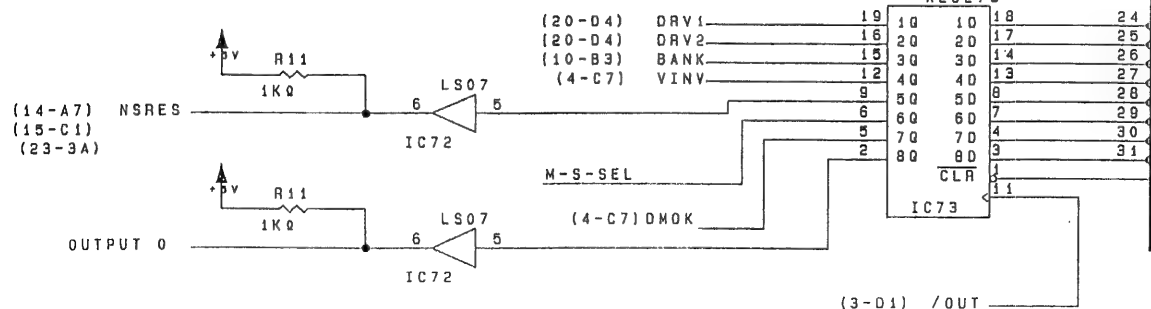 (20-D4) DRV1 19 1Q 1D 18 24
(20-D4) DRV2 16 2Q 2D 17 25
(10-B3) BANK 15 3Q 3D 14 26
(4-C7) VINV 12 4Q 4D 13 27
9 5Q 5D 8 28
6 6Q 6D 7 29
5 7Q 7D 4 30
2 8Q 8D 3 31
CLR 1
11
IC73
+5V
R11
1KΩ
LS07
(14-A7) NSRES 6 5
(15-C1)
(23-3A)
IC72
M-S-SEL
+5V
R11
1KΩ
LS07
(4-C7)DMOK
OUTPUT 0 6 5
IC72
(3-D1) /OUT